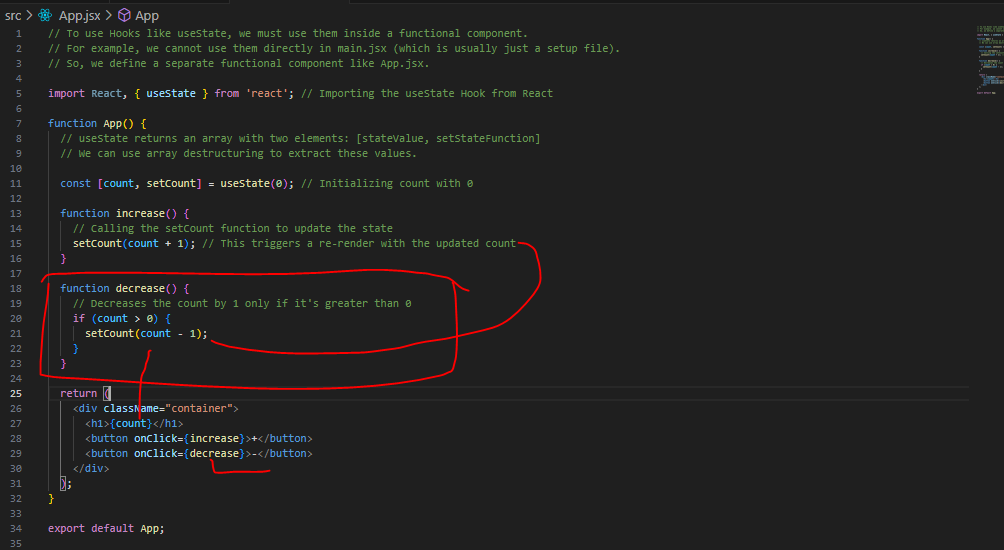 src > App.jsx > App
1 // To use Hooks like useState, we must use them inside a functional component.
2 // For example, we cannot use them directly in main.jsx (which is usually just a setup file).
3 // So, we define a separate functional component like App.jsx.
4
5 import React, { useState } from 'react'; // Importing the useState Hook from React
6
7 function App() {
8 // useState returns an array with two elements: [stateValue, setStateFunction]
9 // We can use array destructuring to extract these values.
10
11 const [count, setCount] = useState(0); // Initializing count with 0
12
13 function increase() {
14 // Calling the setCount function to update the state
15 setCount(count + 1); // This triggers a re-render with the updated count
16 }
17
18 function decrease() {
19 // Decreases the count by 1 only if it's greater than 0
20 if (count > 0) {
21 setCount(count - 1);
22 }
23 }
24
25 return (
26 <div className="container">
27 <h1>{count}</h1>
28 <button onClick={increase}>+</button>
29 <button onClick={decrease}>-</button>
30 </div>
31 );
32 }
33
34 export default App;
35